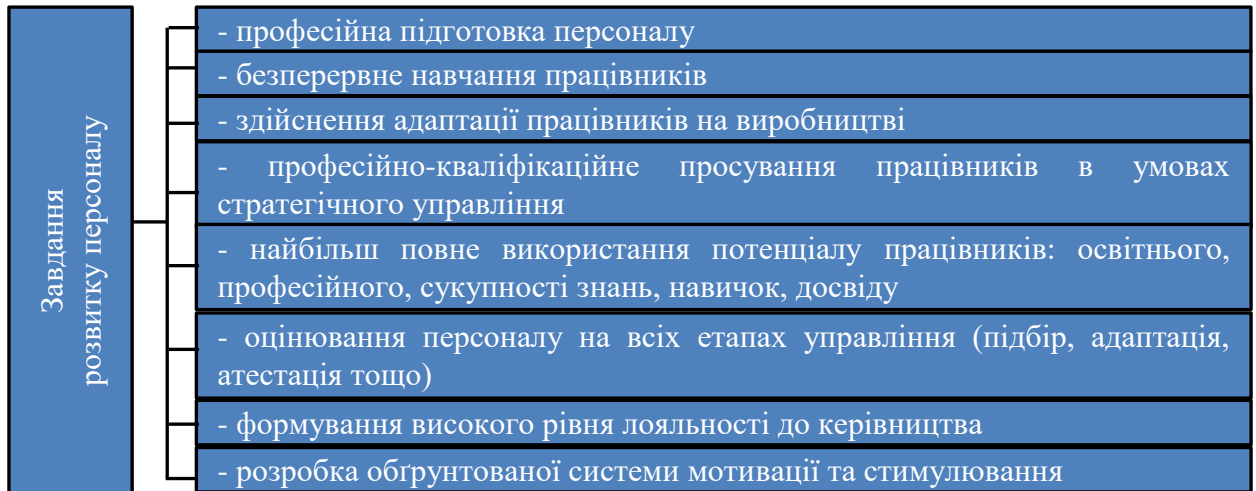 Завдання
розвитку персоналу
- професійна підготовка персоналу
- безперервне навчання працівників
- здійснення адаптації працівників на виробництві
- професійно-кваліфікаційне просування працівників в умовах
стратегічного управління
- найбільш повне використання потенціалу працівників: освітнього,
професійного, сукупності знань, навичок, досвіду
- оцінювання персоналу на всіх етапах управління (підбір, адаптація,
атестація тощо)
- формування високого рівня лояльності до керівництва
- розробка обґрунтованої системи мотивації та стимулювання